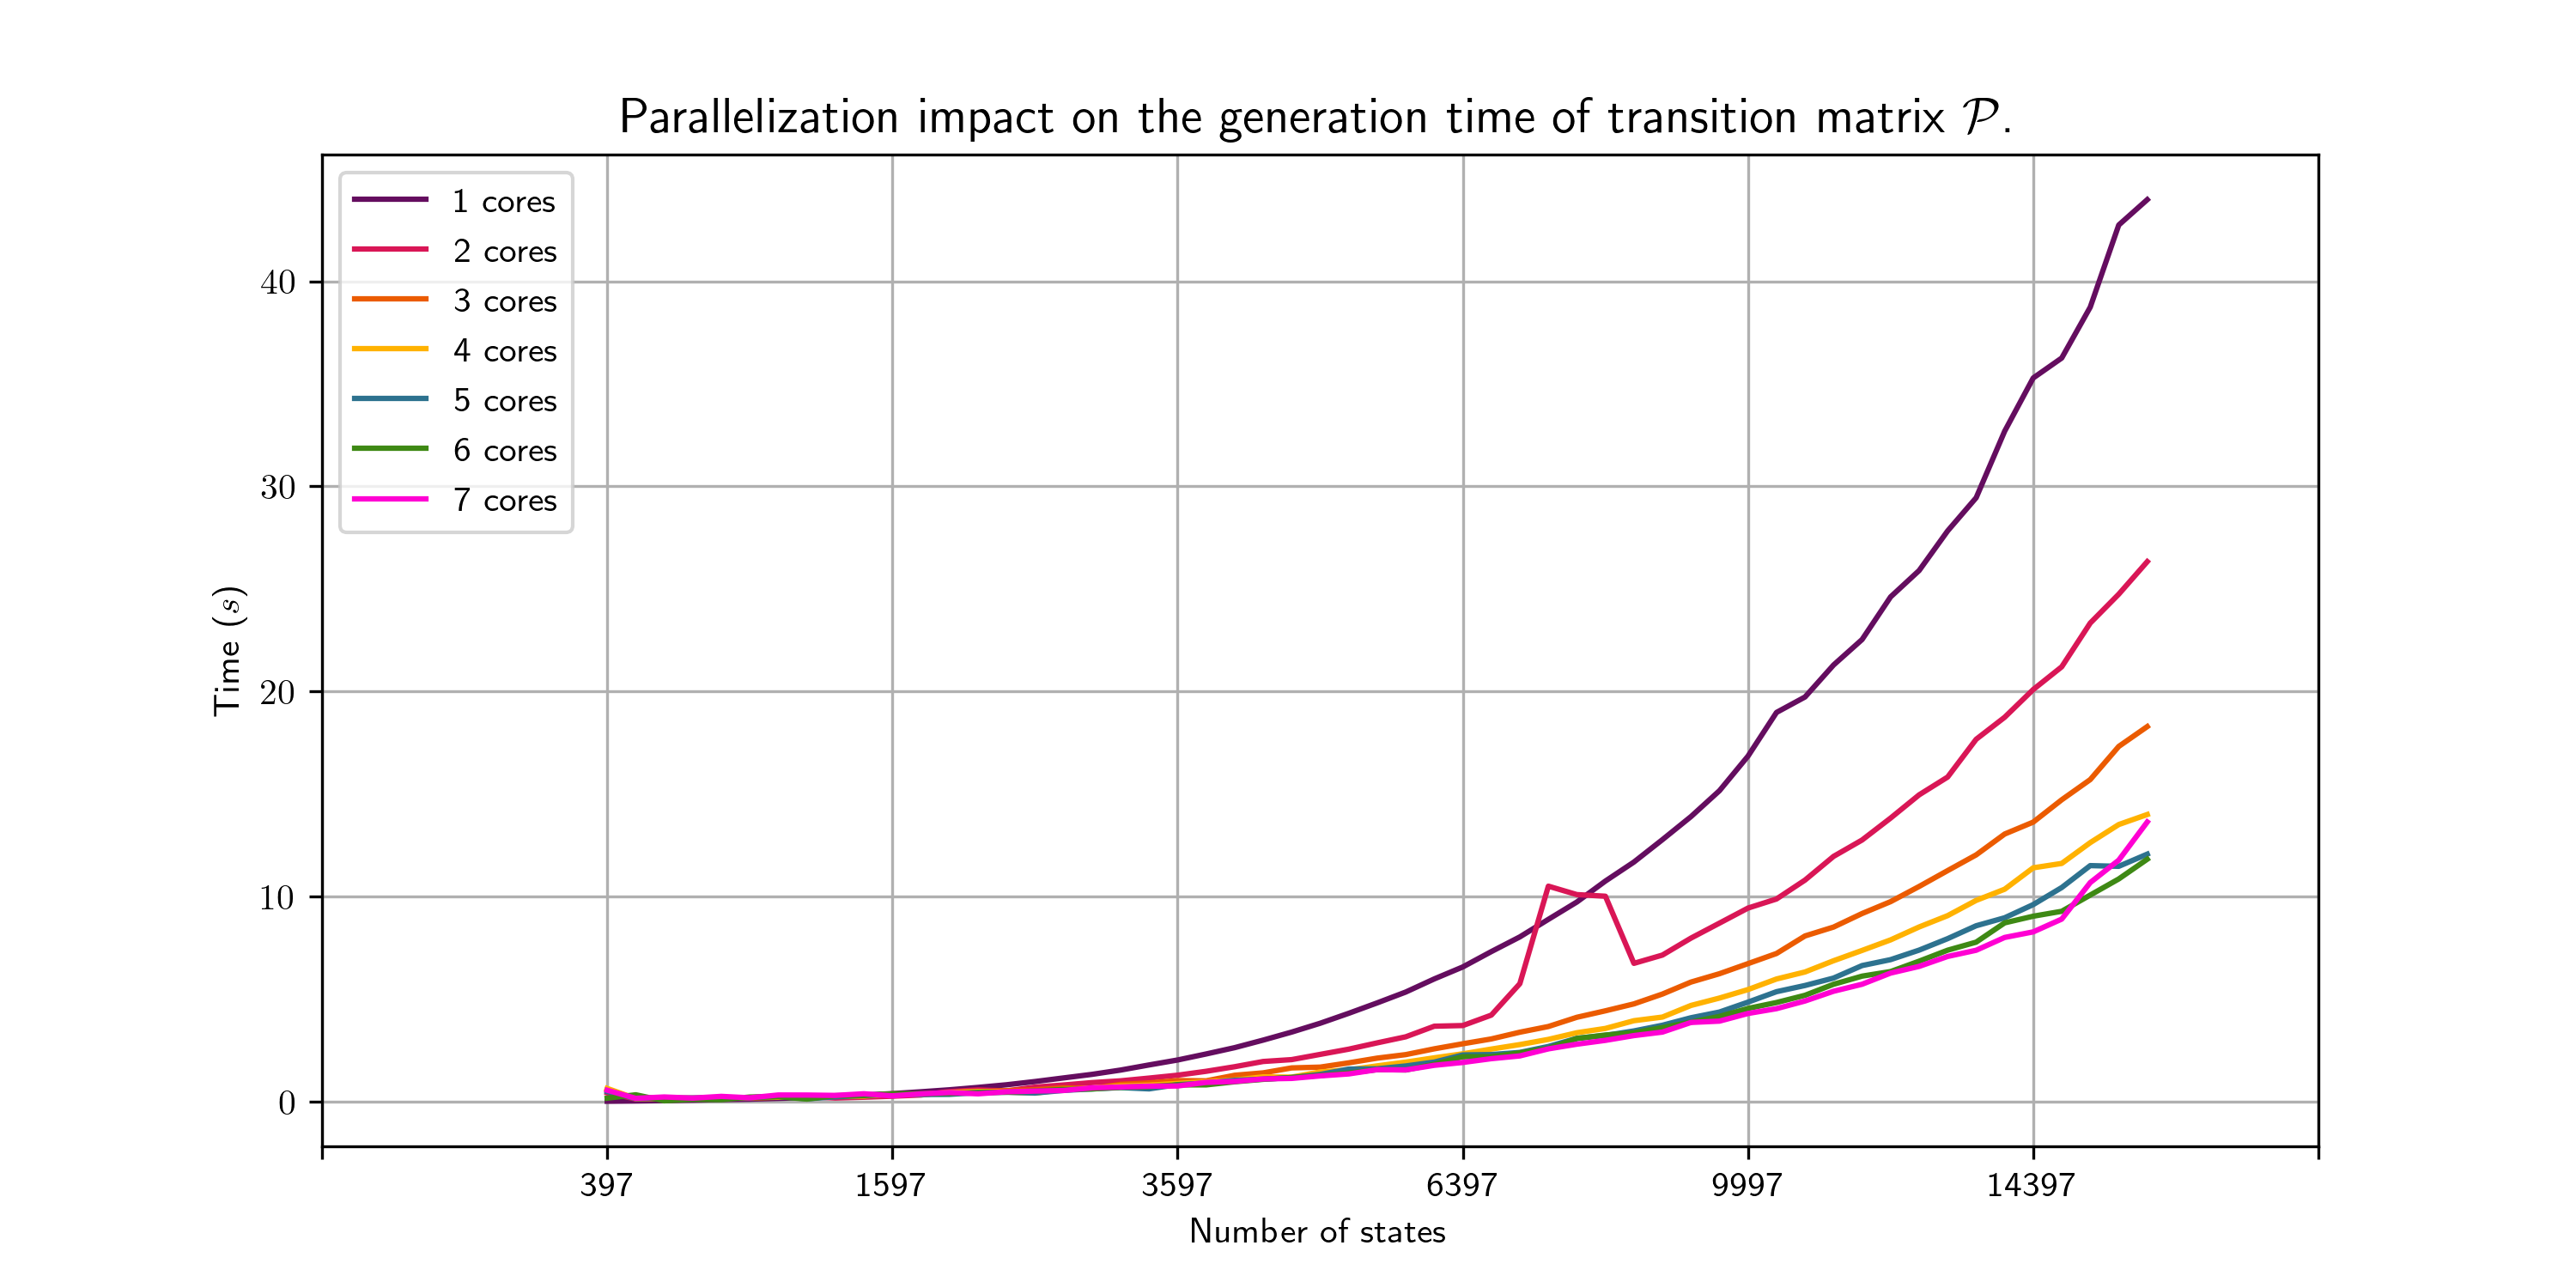 Parallelization impact on the generation time of transition matrix 𝒫.
1 cores
2 cores
3 cores
4 cores
5 cores
6 cores
7 cores
40
30
20
10
0
Time (s)
397 1597 3597 6397 9997 14397
Number of states